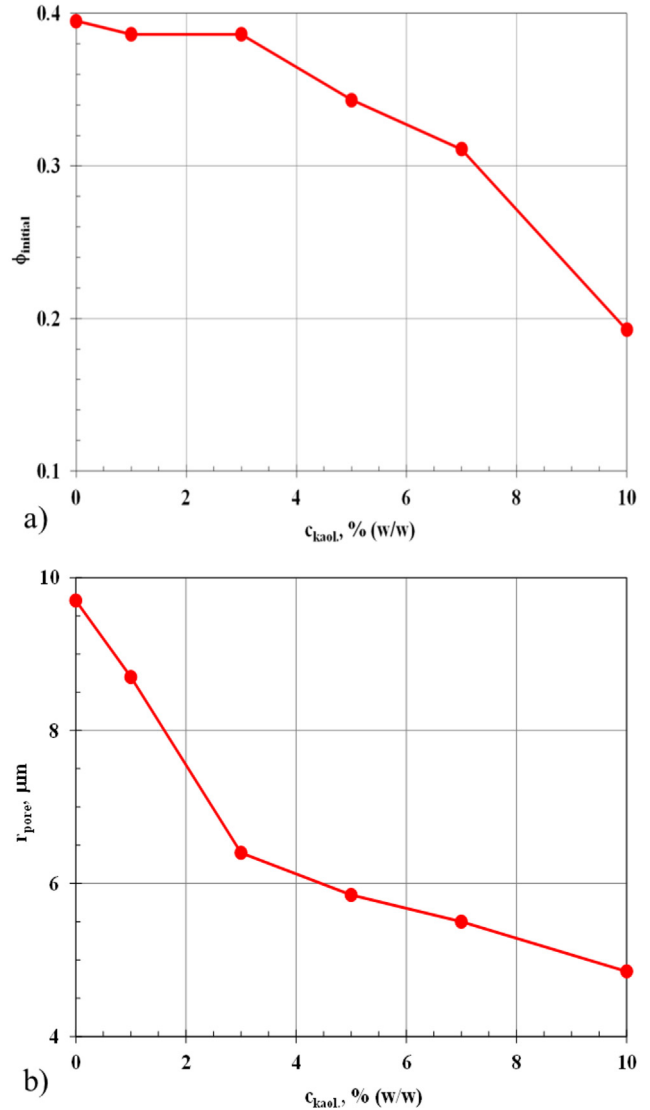 0.4
0.3
0.2
0.1
ϕinitial
0 2 4 6 8 10
a)
ckaol., % (w/w)
10
8
6
4
rpore, μm
0 2 4 6 8 10
b)
ckaol., % (w/w)